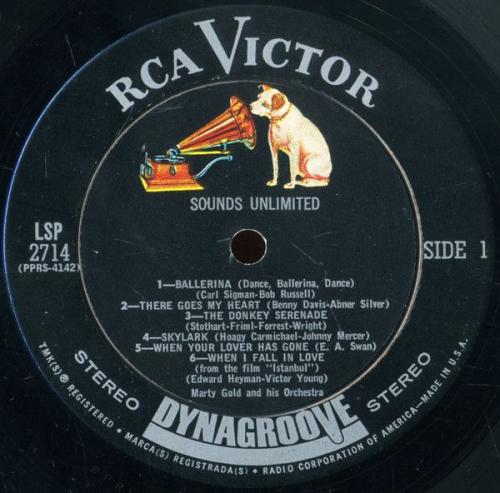 RCA VICTOR
SOUNDS UNLIMITED
LSP
2714
(PPRS-4142)
SIDE 1
1—BALLERINA (Dance, Ballerina, Dance)
(Carl Sigman-Bob Russell)
2—THERE GOES MY HEART (Benny Davis-Abner Silver)
3—THE DONKEY SERENADE
(Stothart-Friml-Forrest-Wright)
4—SKYLARK (Hoagy Carmichael-Johnny Mercer)
5—WHEN YOUR LOVER HAS GONE (E. A. Swan)
6—WHEN I FALL IN LOVE
(from the film "Istanbul")
(Edward Heyman-Victor Young)
Marty Gold and his Orchestra
STEREO DYNAGROOVE STEREO
TMK(S) ® REGISTERED • MARCA(S) REGISTRADA(S) • RADIO CORPORATION OF AMERICA—MADE IN U.S.A.